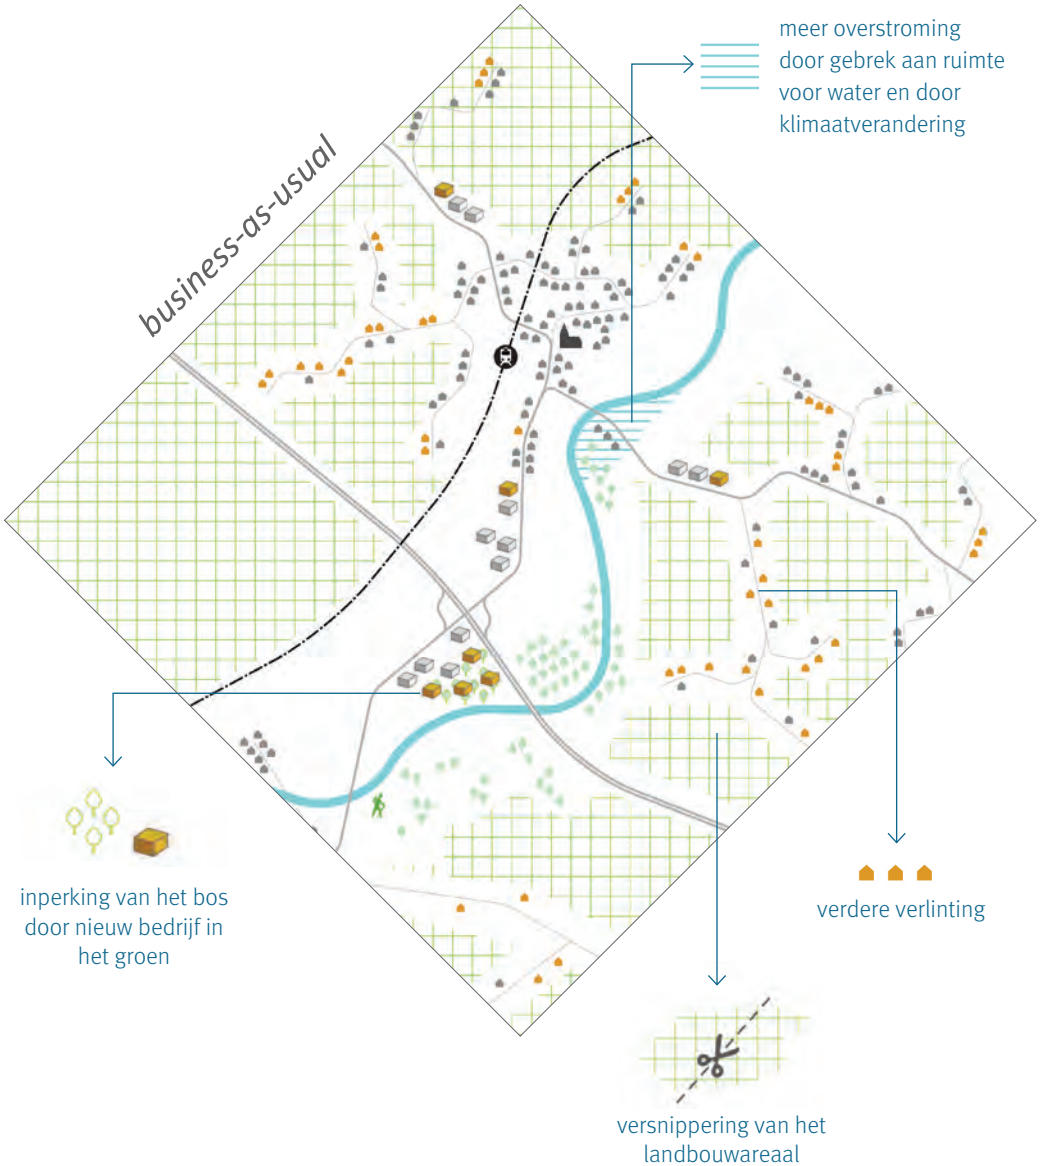 meer overstroming
door gebrek aan ruimte
voor water en door
klimaatverandering
business-as-usual
inperking van het bos
door nieuw bedrijf in
het groen
verdere verlinting
versnippering van het
landbouwareaal